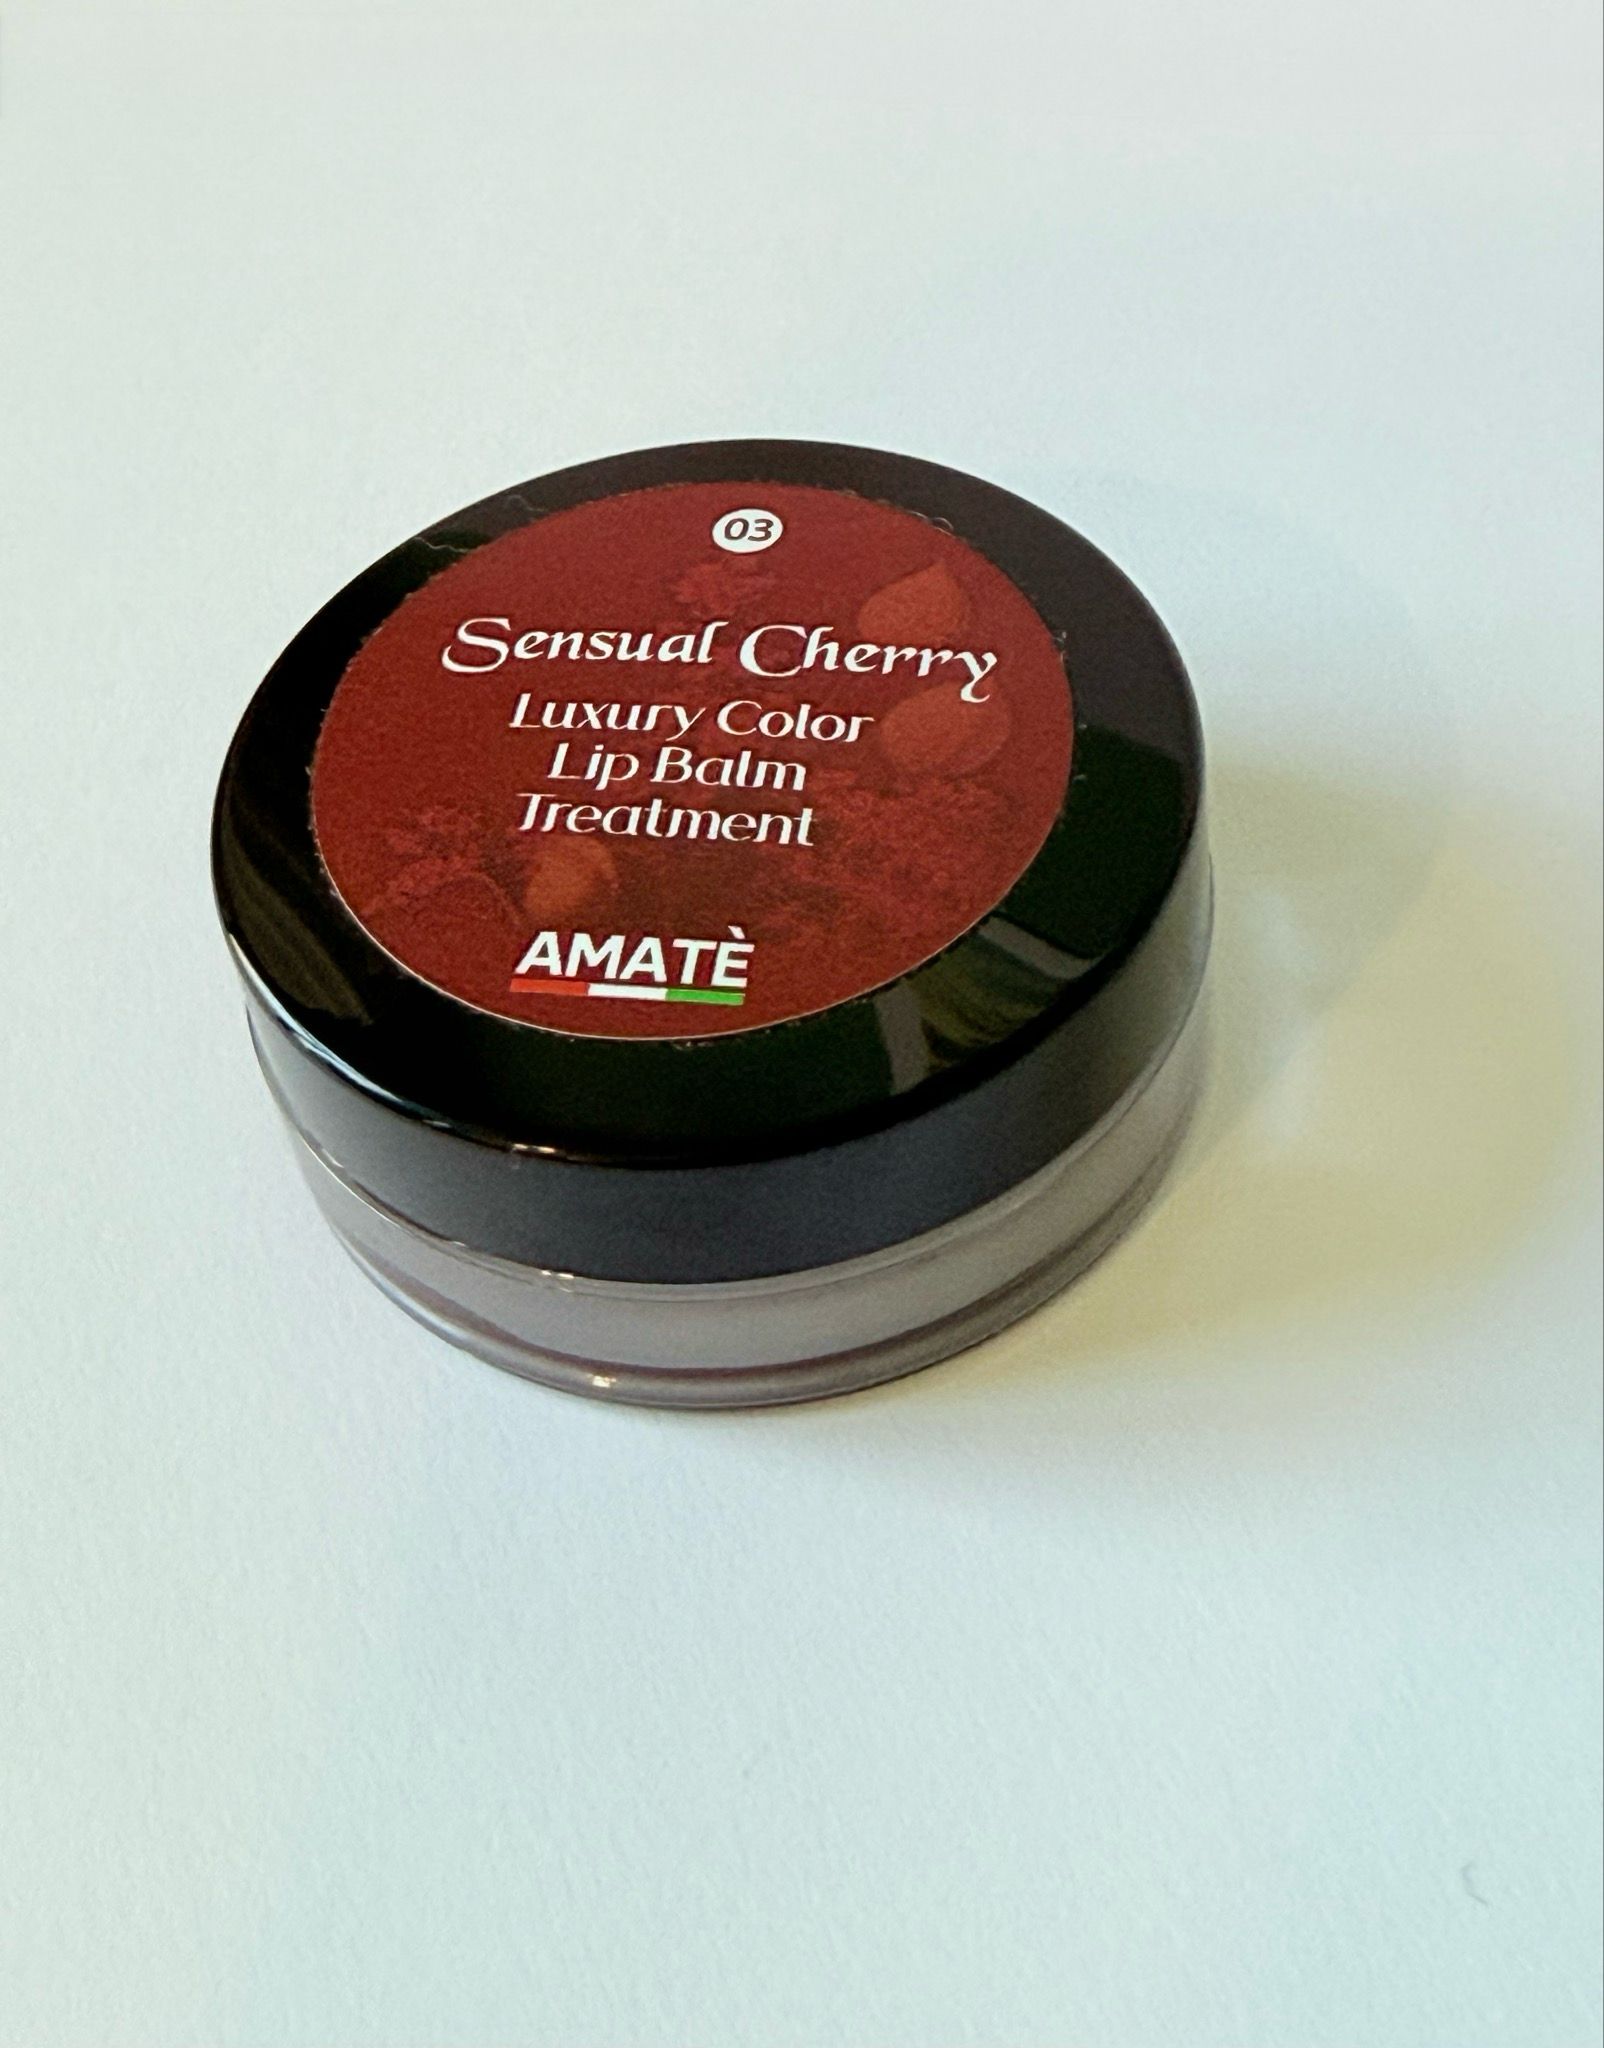 03
Sensual Cherry
Luxury Color
Lip Balm
Treatment
AMATÈ